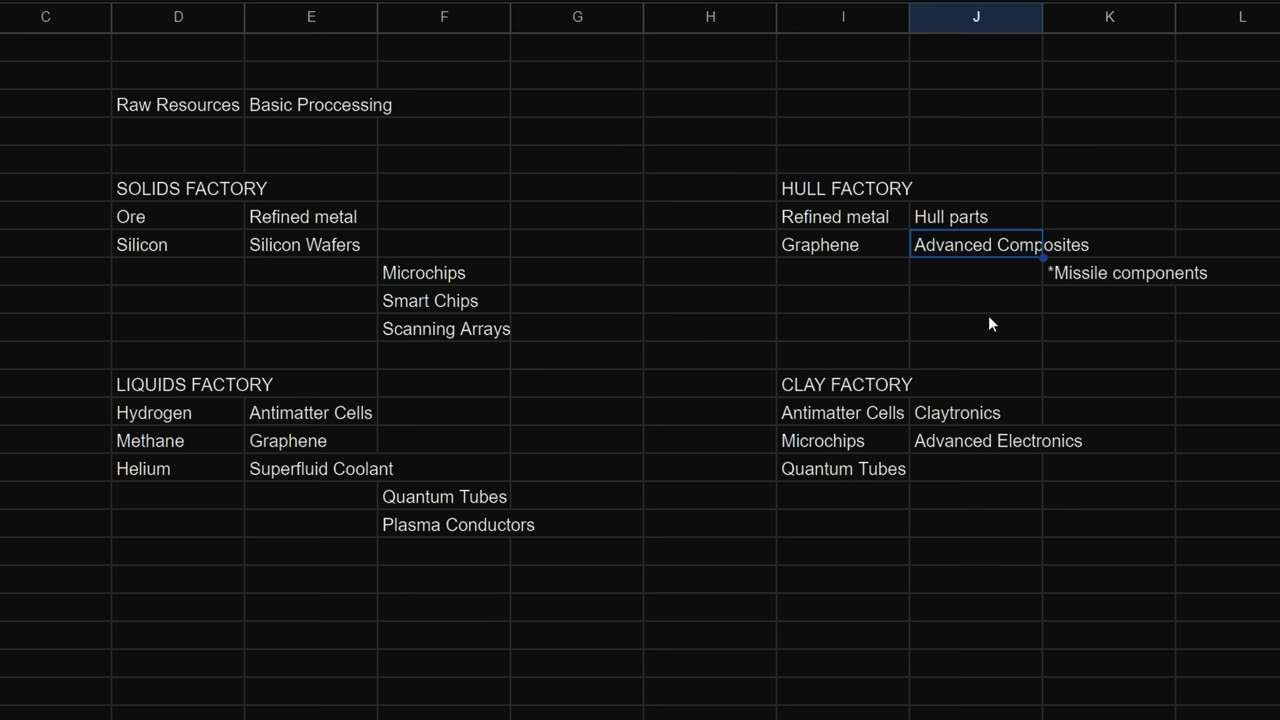 C D E F G H I J K L
Raw Resources Basic Proccessing
SOLIDS FACTORY HULL FACTORY
Ore Refined metal Refined metal Hull parts
Silicon Silicon Wafers Graphene Advanced Composites
Microchips *Missile components
Smart Chips
Scanning Arrays
LIQUIDS FACTORY CLAY FACTORY
Hydrogen Antimatter Cells Antimatter Cells Claytronics
Methane Graphene Microchips Advanced Electronics
Helium Superfluid Coolant Quantum Tubes
Quantum Tubes
Plasma Conductors